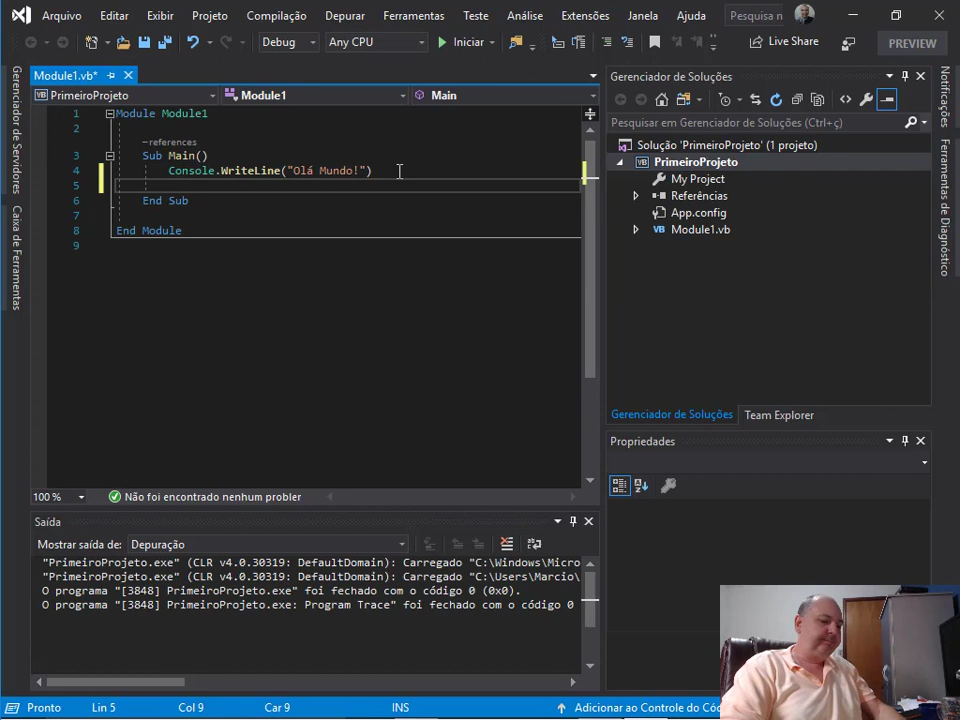 Arquivo Editar Exibir Projeto Compilação Depurar Ferramentas Teste Análise Extensões Janela Ajuda Pesquisa
Debug Any CPU Iniciar Live Share PREVIEW
Gerenciador de Servidores
Caixa de Ferramentas
Module1.vb*
PrimeiroProjeto Module1 Main
1 Module Module1
2
references
3 Sub Main()
4 Console.WriteLine("Olá Mundo!")
5
6 End Sub
7
8 End Module
9
100 % Não foi encontrado nenhum probler
Saída
Mostrar saída de: Depuração
"PrimeiroProjeto.exe" (CLR v4.0.30319: DefaultDomain): Carregado "C:\Windows\Micro
"PrimeiroProjeto.exe" (CLR v4.0.30319: DefaultDomain): Carregado "C:\Users\Marcio\
O programa "[3848] PrimeiroProjeto.exe" foi fechado com o código 0 (0x0).
O programa "[3848] PrimeiroProjeto.exe: Program Trace" foi fechado com o código 0
Gerenciador de Soluções
Pesquisar em Gerenciador de Soluções (Ctrl+ç)
Solução 'PrimeiroProjeto' (1 projeto)
VB PrimeiroProjeto
My Project
Referências
App.config
VB Module1.vb
Gerenciador de Soluções Team Explorer
Propriedades
Notificações
Ferramentas de Diagnóstico
Pronto Lin 5 Col 9 Car 9 INS Adicionar ao Controle do Cód